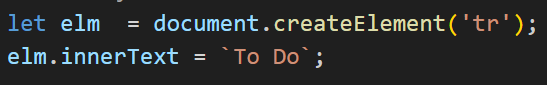 let elm  = document.createElement('tr');
elm.innerText = `To Do`;